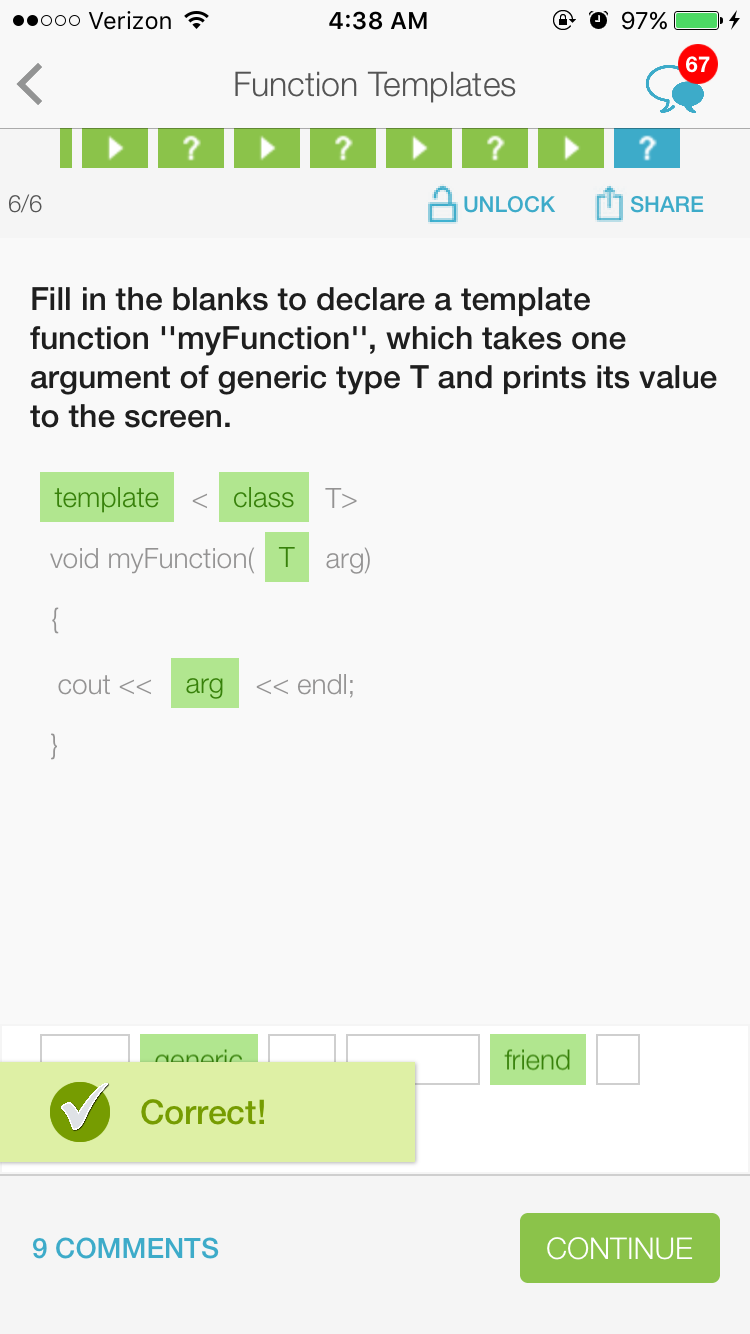 Verizon 4:38 AM 97%
Function Templates 67
? ? ? ?
6/6 UNLOCK SHARE
Fill in the blanks to declare a template
function ''myFunction'', which takes one
argument of generic type T and prints its value
to the screen.
template < class T>
void myFunction( T arg)
{
cout << arg << endl;
}
generic friend
Correct!
9 COMMENTS CONTINUE